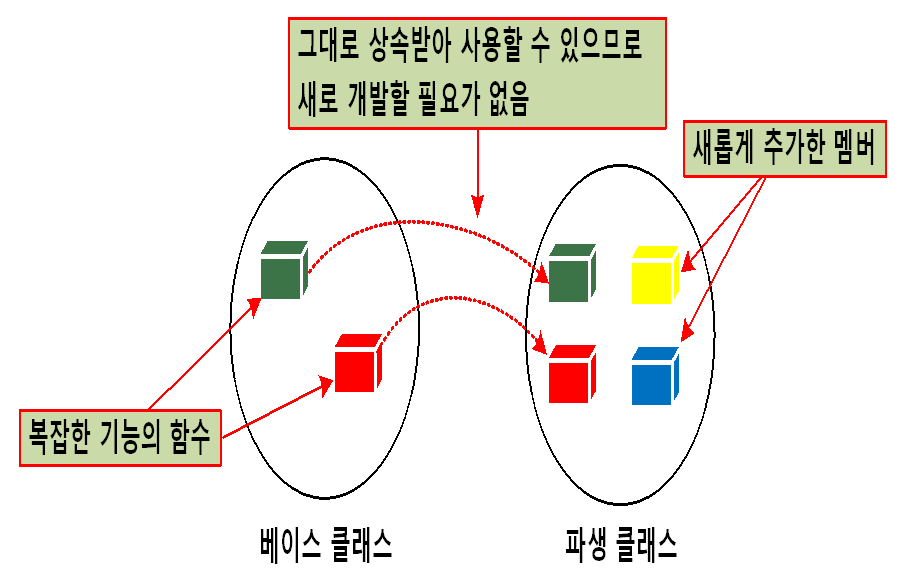 그대로 상속받아 사용할 수 있으므로
새로 개발할 필요가 없음
새롭게 추가한 멤버
복잡한 기능의 함수
베이스 클래스
파생 클래스